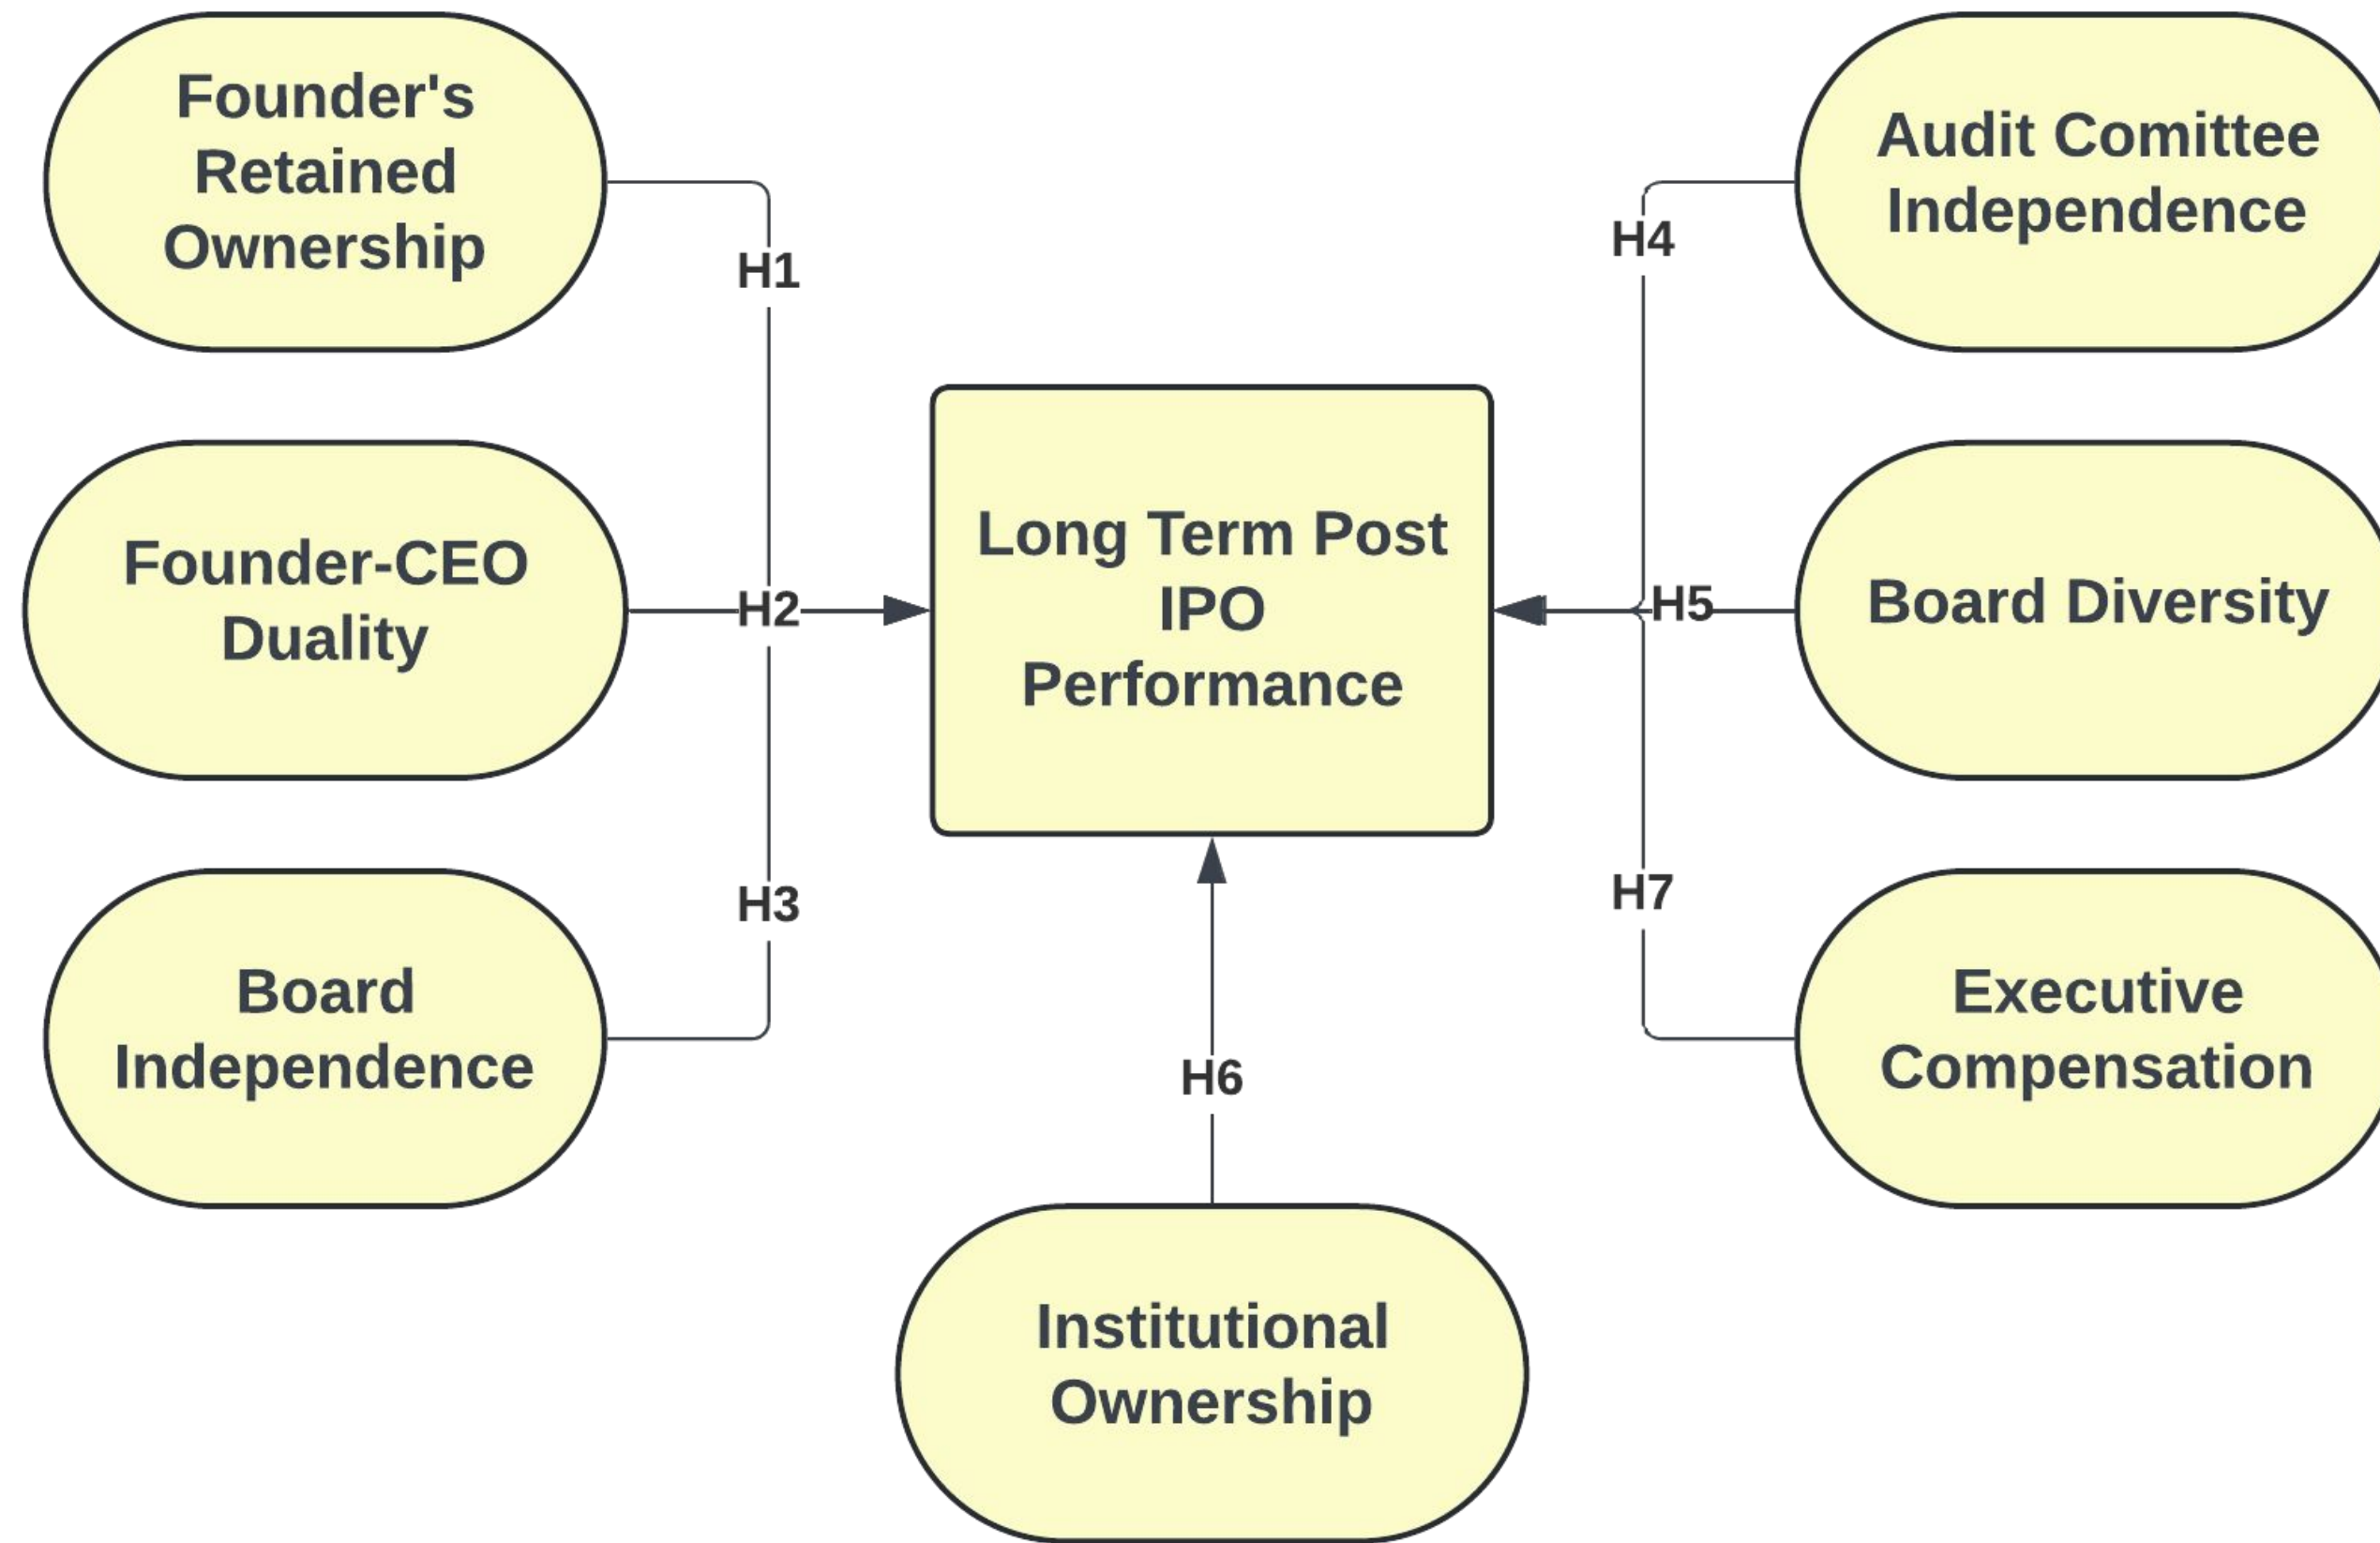 Founder's
Retained
Ownership
H1
Founder-CEO
Duality
H2
Board
Independence
H3
Long Term Post
IPO
Performance
H6
Institutional
Ownership
Audit Comittee
Independence
H4
Board Diversity
H5
Executive
Compensation
H7